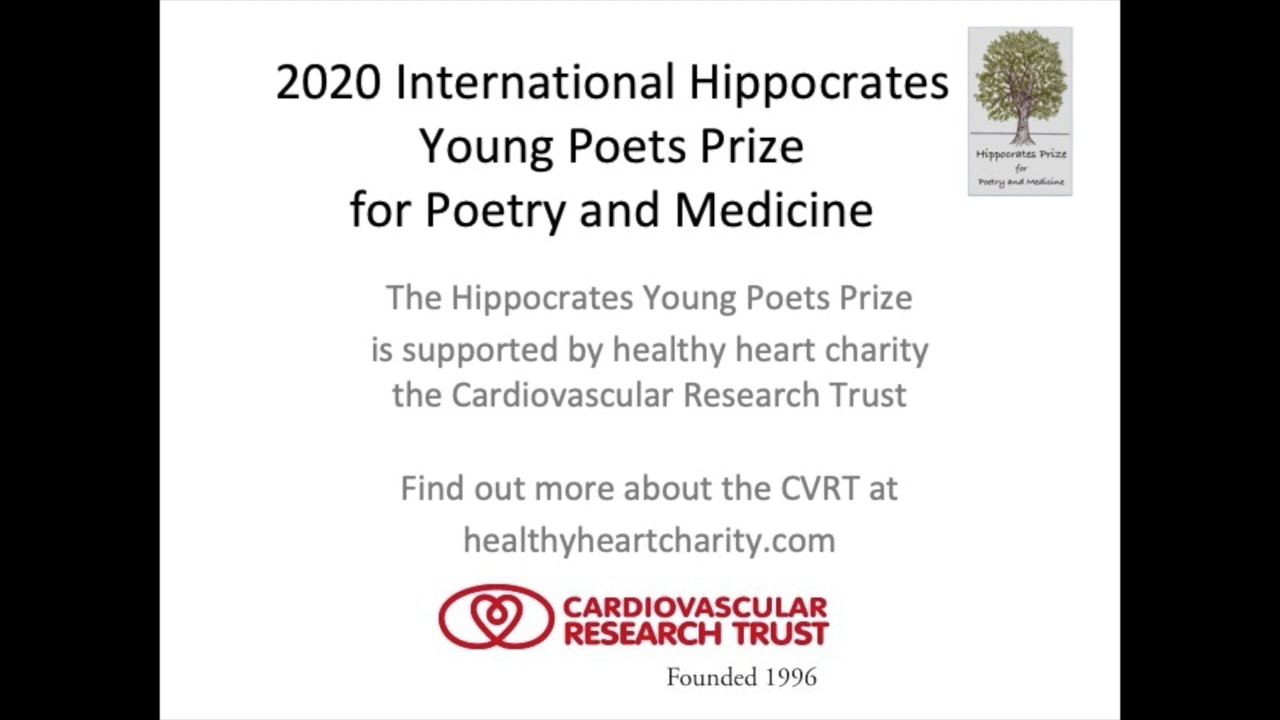 2020 International Hippocrates
Young Poets Prize
for Poetry and Medicine
Hippocrates Prize
for
Poetry and Medicine
The Hippocrates Young Poets Prize
is supported by healthy heart charity
the Cardiovascular Research Trust
Find out more about the CVRT at
healthyheartcharity.com
CARDIOVASCULAR
RESEARCH TRUST
Founded 1996